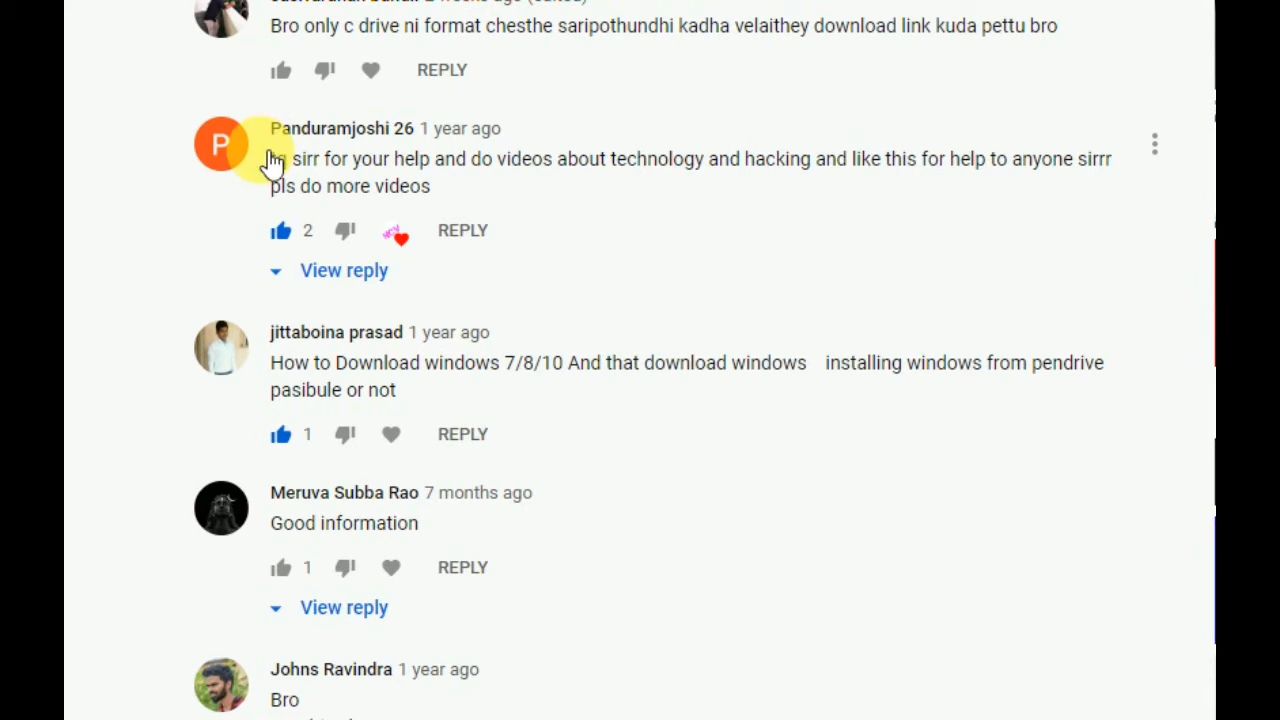 Bro only c drive ni format chesthe saripothundhi kadha velaithey download link kuda pettu bro
REPLY
P
Panduramjoshi 26 1 year ago
sirr for your help and do videos about technology and hacking and like this for help to anyone sirrr
pls do more videos
2 REPLY
View reply
jittaboina prasad 1 year ago
How to Download windows 7/8/10 And that download windows installing windows from pendrive
pasibule or not
1 REPLY
Meruva Subba Rao 7 months ago
Good information
1 REPLY
View reply
Johns Ravindra 1 year ago
Bro